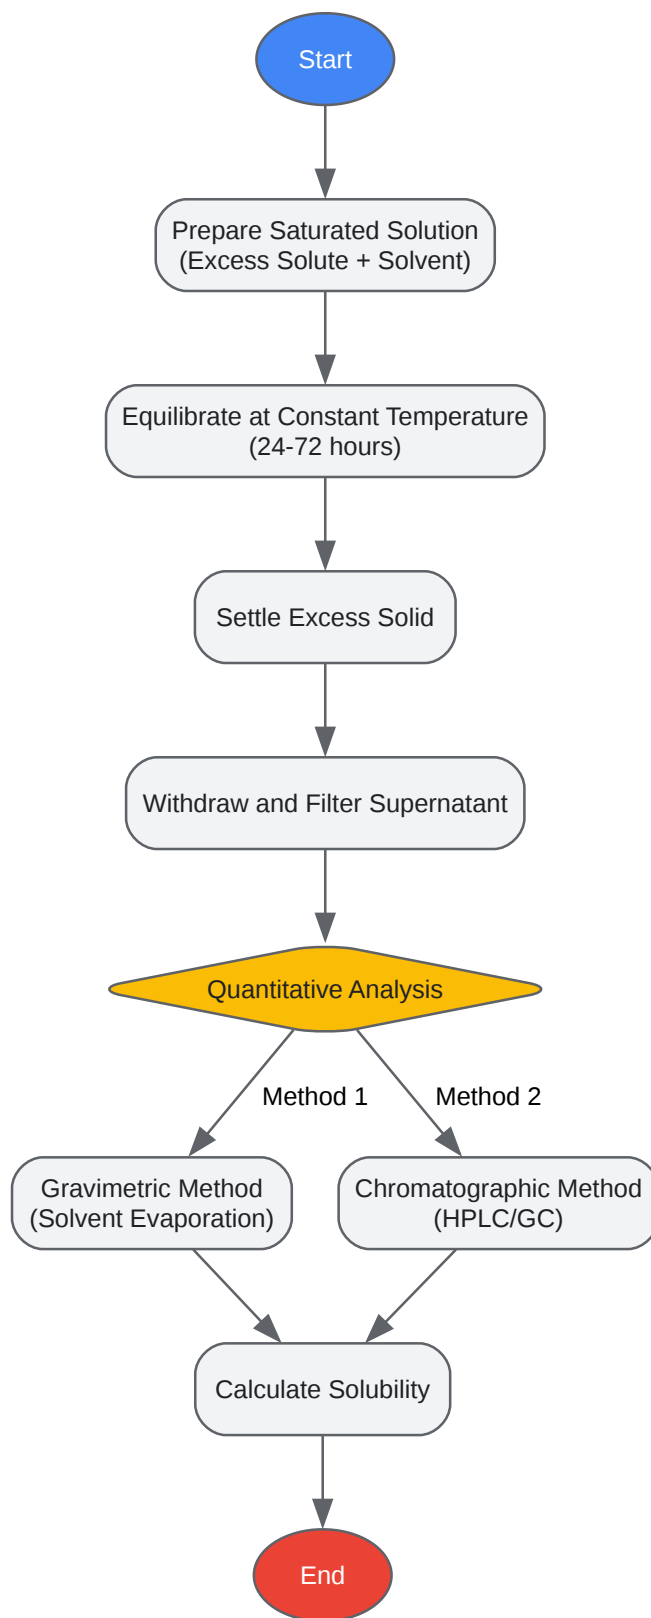 Start
Prepare Saturated Solution
(Excess Solute + Solvent)
Equilibrate at Constant Temperature
(24-72 hours)
Settle Excess Solid
Withdraw and Filter Supernatant
Quantitative Analysis
Method 1
Method 2
Gravimetric Method
(Solvent Evaporation)
Chromatographic Method
(HPLC/GC)
Calculate Solubility
End